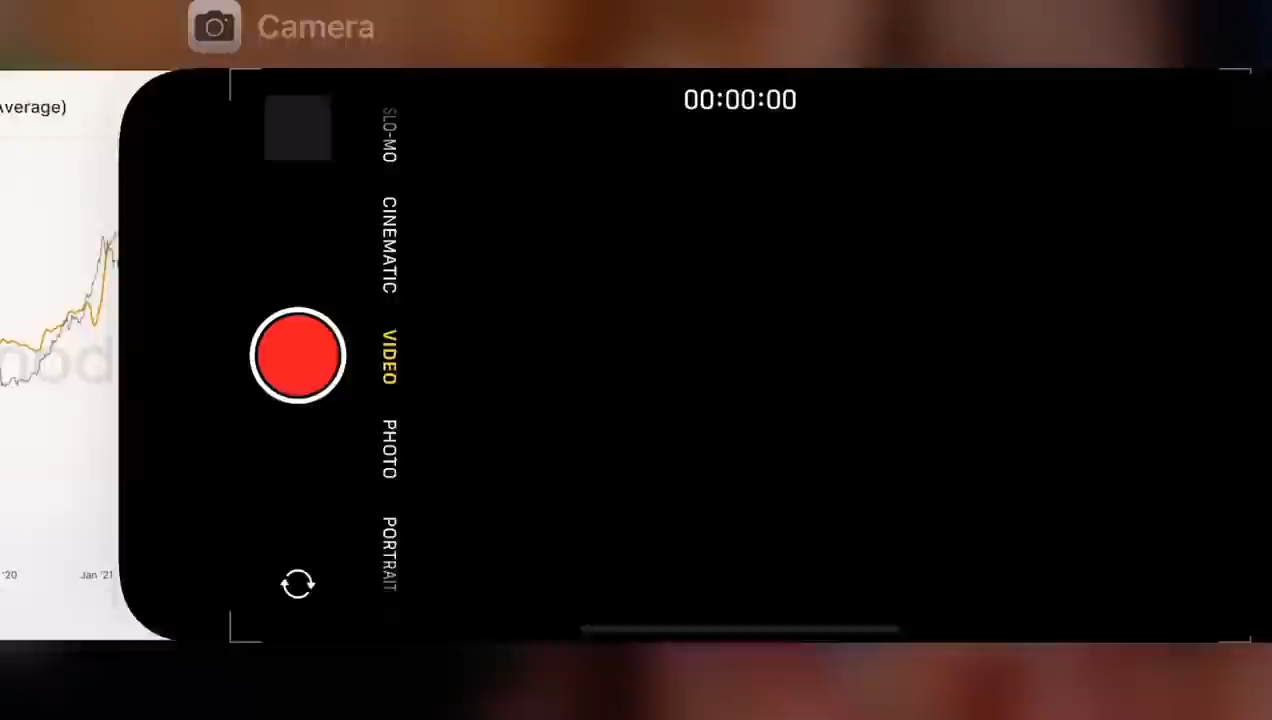 Camera
Average)
00:00:00
SLO-MO
CINEMATIC
VIDEO
PHOTO
PORTRAIT
'20
Jan '21